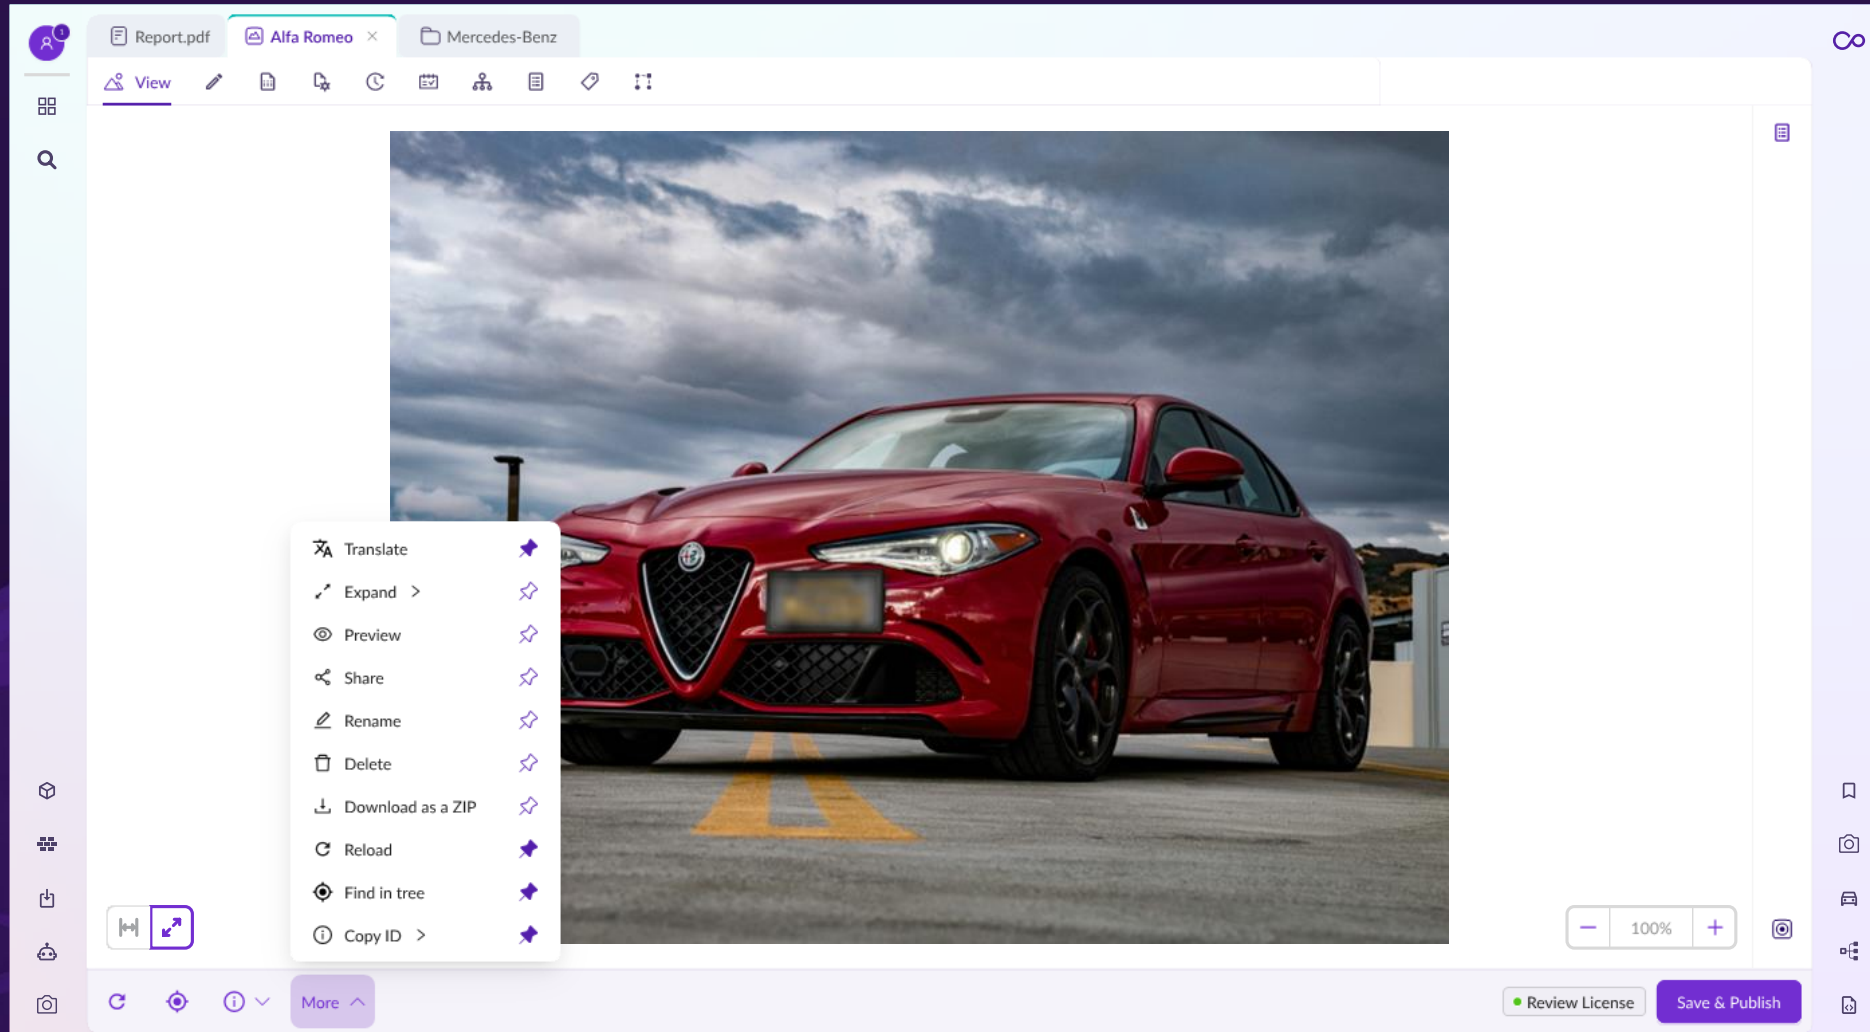 1
Report.pdf
Alfa Romeo
Mercedes-Benz
View
Translate
Expand
Preview
Share
Rename
Delete
Download as a ZIP
Reload
Find in tree
Copy ID
100%
More
Review License
Save & Publish